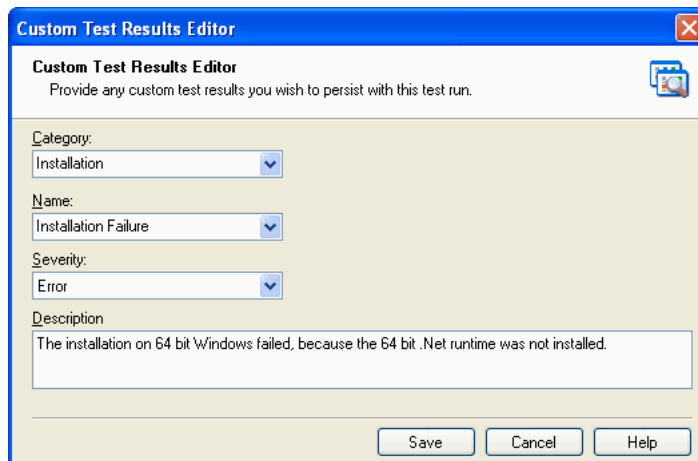 Custom Test Results Editor
Custom Test Results Editor
Provide any custom test results you wish to persist with this test run.
Category:
Installation
Name:
Installation Failure
Severity:
Error
Description
The installation on 64 bit Windows failed, because the 64 bit .Net runtime was not installed.
Save Cancel Help